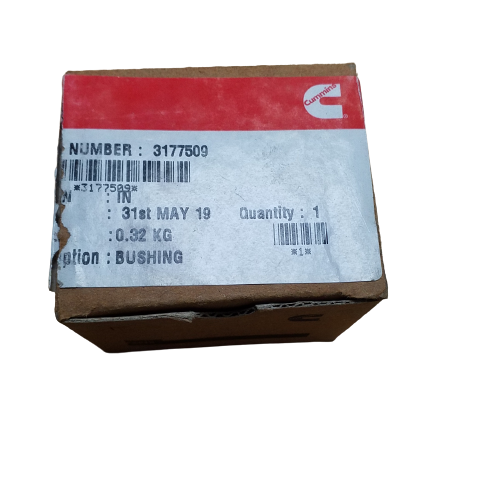 Cummins
NUMBER : 3177509
*3177509*
N : IN
: 31st MAY 19 Quantity : 1
:0.32 KG
*1*
ption : BUSHING